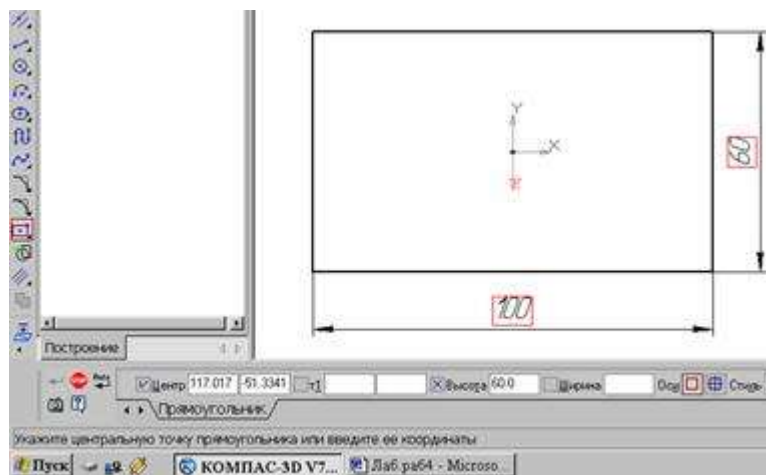 Y
X
60
100
Построение
Центр 117.017 -51.3341 т1 Высота 60.0 Ширина Оси Стиль
Прямоугольник
Укажите центральную точку прямоугольника или введите ее координаты
Пуск КОМПАС-3D V7... Лаб.раб4 - Microso...